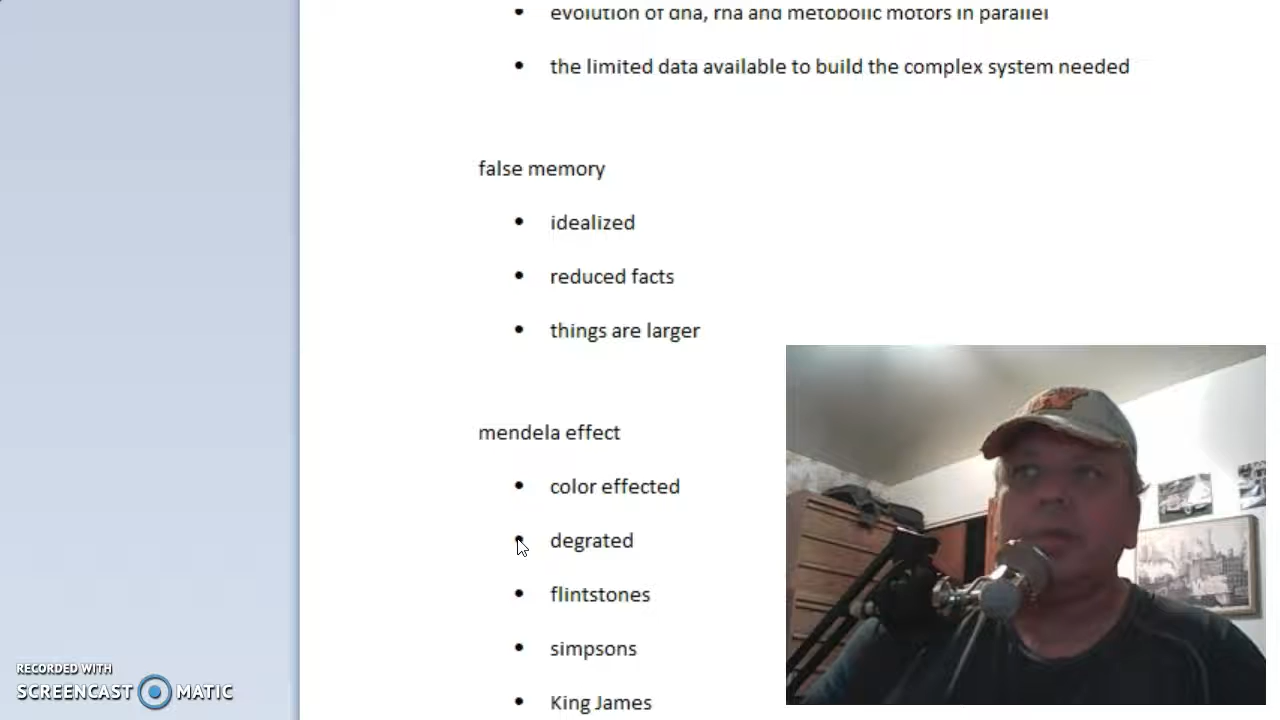 evolution of dna, rna and metobolic motors in parallel
the limited data available to build the complex system needed
false memory
idealized
reduced facts
things are larger
mendela effect
color effected
degrated
flintstones
simpsons
King James
RECORDED WITH
SCREENCAST MATIC